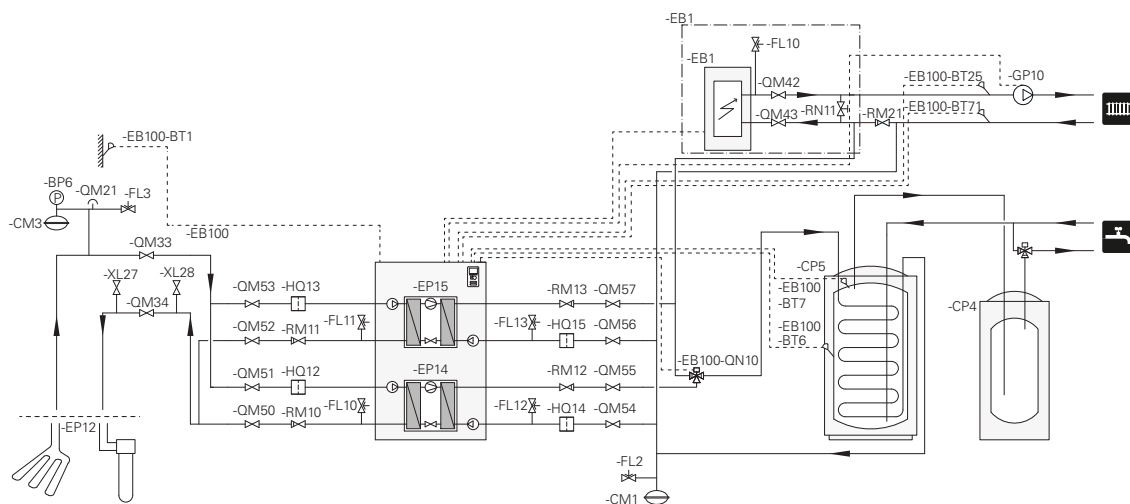 -EB1
-FL10
-EB1
-QM42
-EB100-BT25
-GP10
-RN11
-RM21
-EB100-BT71
-QM43
-EB100-BT1
-BP6
P
-QM21
-FL3
-CM3
-QM33
-EB100
-XL27
-XL28
-QM34
-QM53
-HQ13
-EP15
-RM13
-QM57
-CP5
-EB100
-BT7
-CP4
-QM52
-RM11
-FL11
-FL13
-HQ15
-QM56
-EB100
-BT6
-EB100-QN10
-QM51
-HQ12
-EP14
-RM12
-QM55
-QM50
-RM10
-FL10
-FL12
-HQ14
-QM54
-EP12
-FL2
-CM1